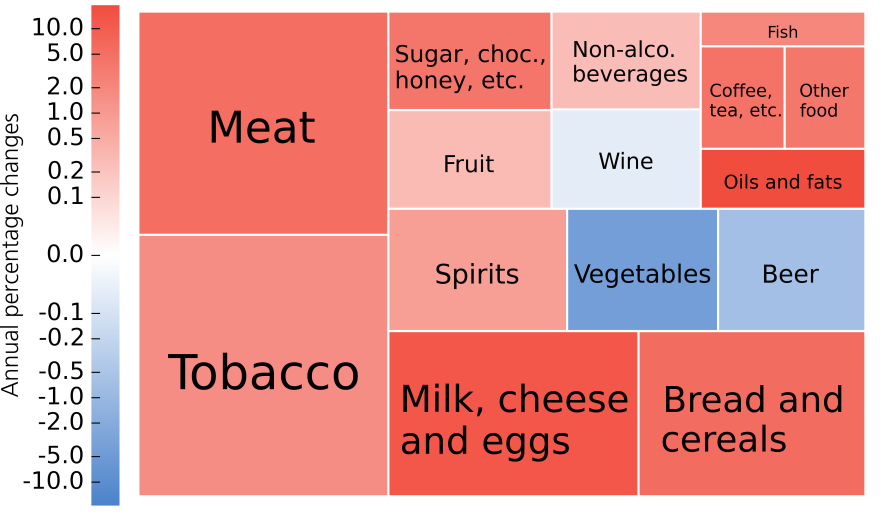 Annual percentage changes
10.0
5.0
2.0
1.0
0.5
0.2
0.1
0.0
-0.1
-0.2
-0.5
-1.0
-2.0
-5.0
-10.0
Meat
Tobacco
Sugar, choc.,
honey, etc.
Non-alco.
beverages
Fish
Coffee,
tea, etc.
Other
food
Fruit
Wine
Oils and fats
Spirits
Vegetables
Beer
Milk, cheese
and eggs
Bread and
cereals